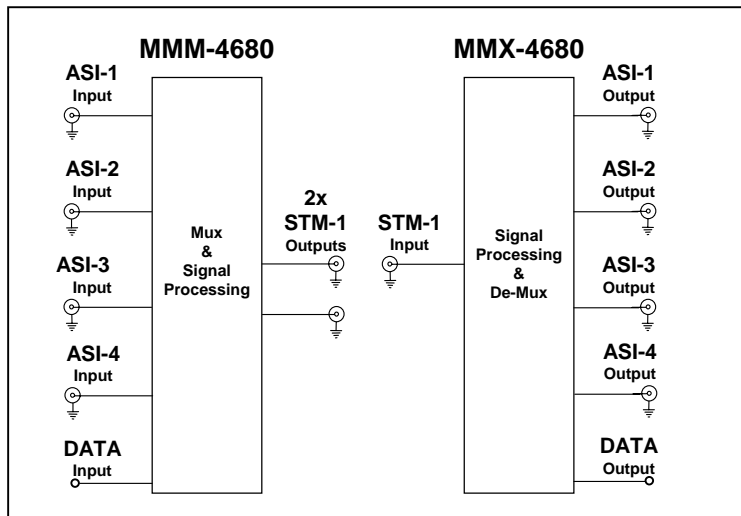 MMM-4680
ASI-1
Input
ASI-2
Input
ASI-3
Input
ASI-4
Input
DATA
Input
Mux
&
Signal
Processing
2x
STM-1
Outputs
MMX-4680
STM-1
Input
Signal
Processing
&
De-Mux
ASI-1
Output
ASI-2
Output
ASI-3
Output
ASI-4
Output
DATA
Output